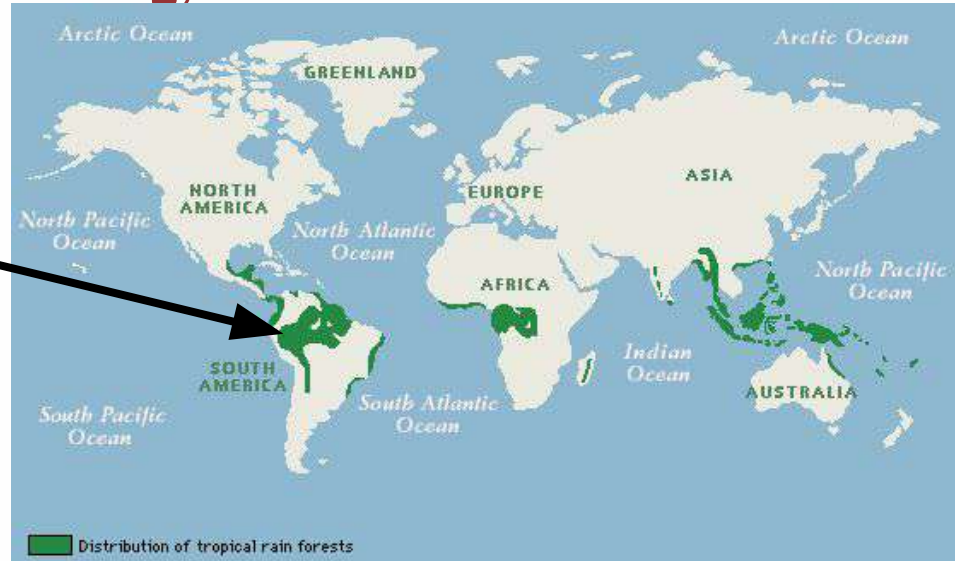 Arctic Ocean
Arctic Ocean
GREENLAND
NORTH
AMERICA
EUROPE
ASIA
North Pacific
Ocean
North Atlantic
Ocean
AFRICA
North Pacific
Ocean
SOUTH
AMERICA
Indian
Ocean
AUSTRALIA
South Pacific
Ocean
South Atlantic
Ocean
Distribution of tropical rain forests